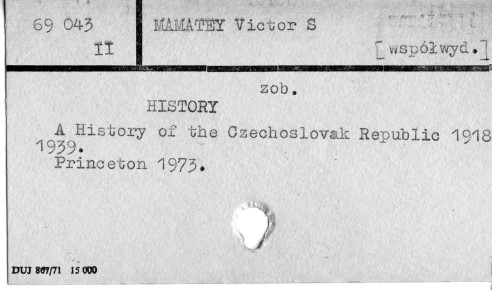 69 043
II
MAMATEY Victor S
[współwyd.]
zob.
HISTORY
A History of the Czechoslovak Republic 1918
1939.
Princeton 1973.
DUJ 867/71 15 000